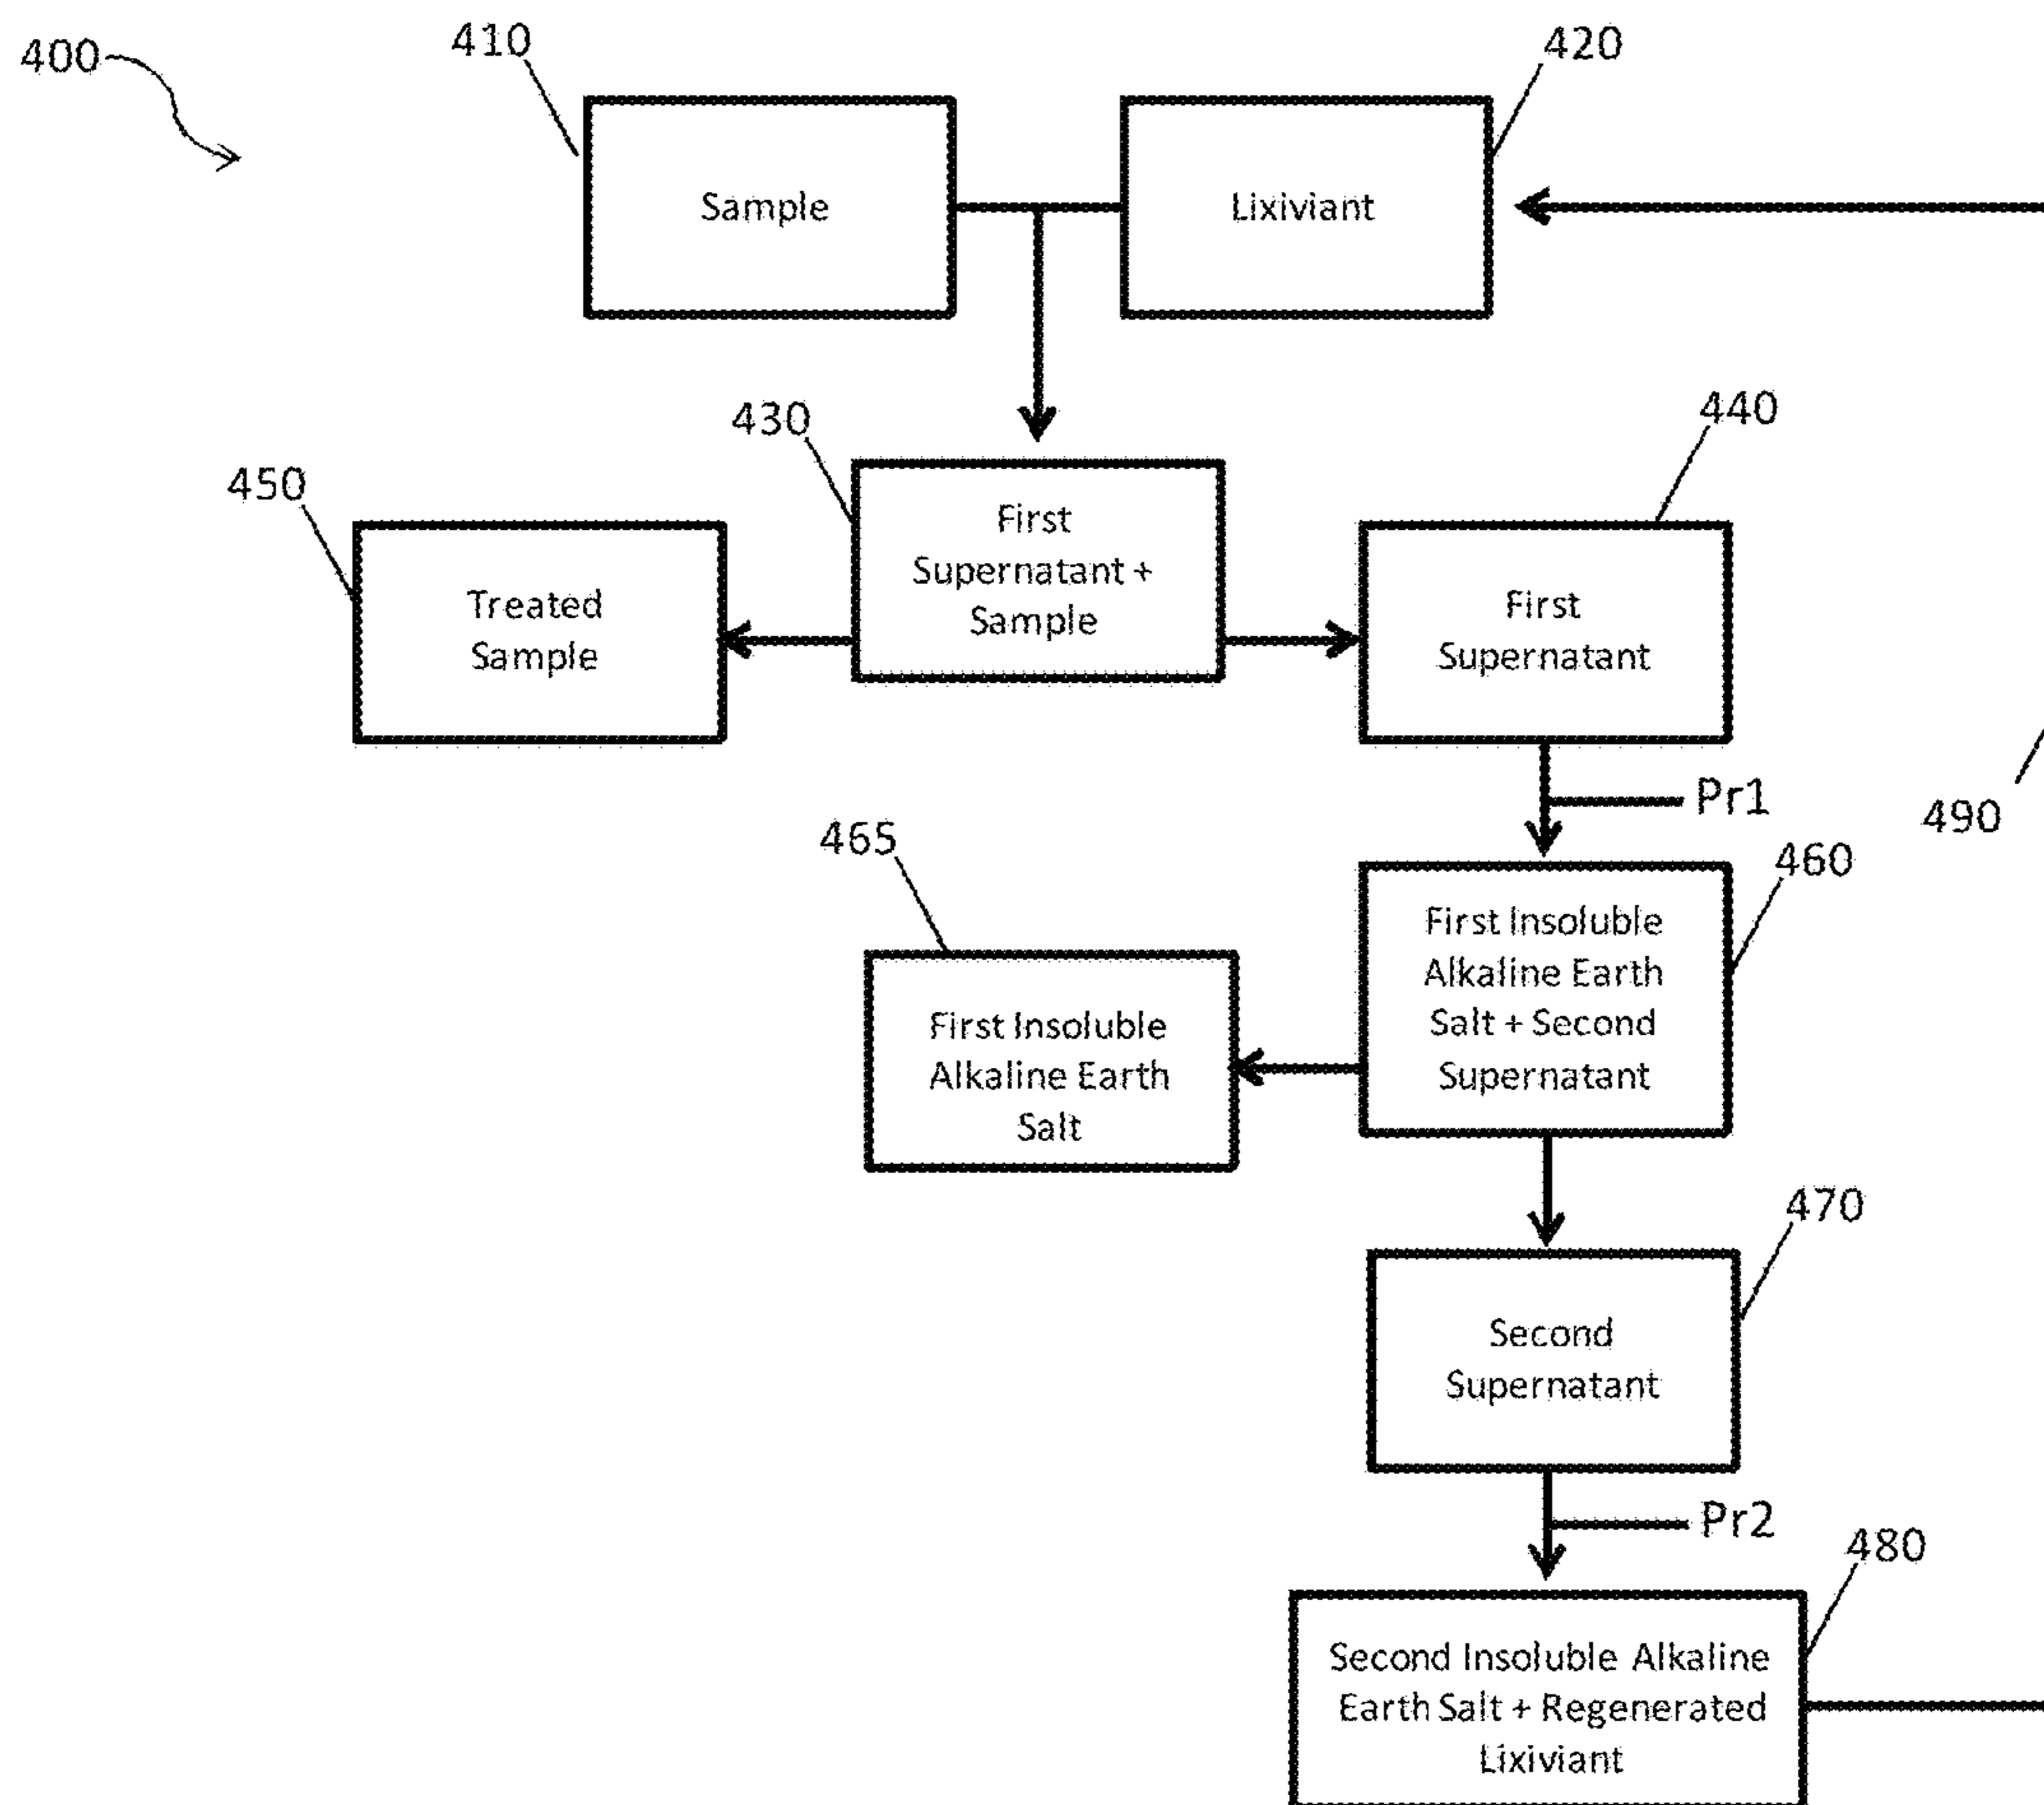 400
410
420
Sample
Lixiviant
430
440
450
First
Supernatant +
Sample
Treated
Sample
First
Supernatant
Pr1
490
465
460
First Insoluble
Alkaline Earth
Salt + Second
Supernatant
First Insoluble
Alkaline Earth
Salt
470
Second
Supernatant
Pr2
480
Second Insoluble Alkaline
Earth Salt + Regenerated
Lixiviant